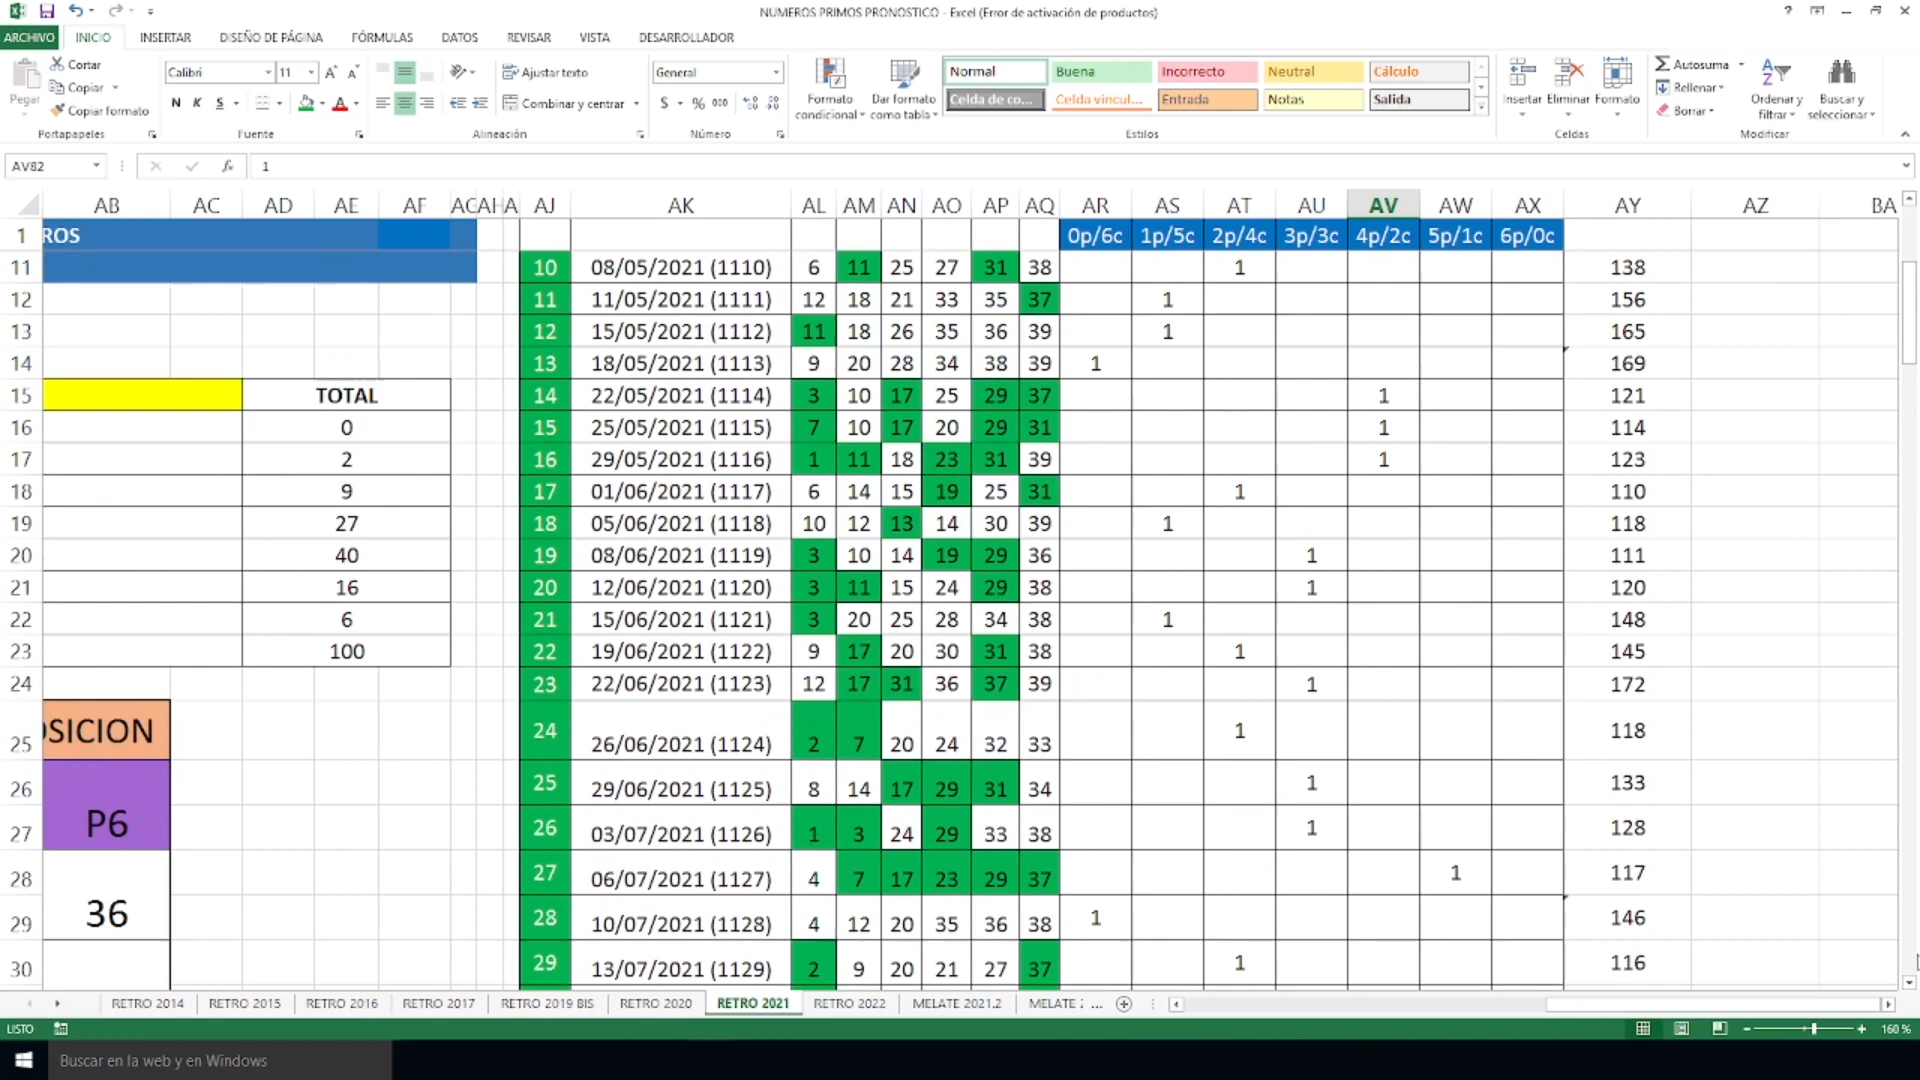 NUMEROS PRIMOS PRONOSTICO - Excel (Error de activación de productos)
ARCHIVO INICIO INSERTAR DISEÑO DE PÁGINA FÓRMULAS DATOS REVISAR VISTA DESARROLLADOR
Pegar Cortar Copiar Copiar formato Portapapeles
Calibri 11 N K S Fuente
Ajustar texto Combinar y centrar Alineación
General $ % 000 Número
Formato condicional Dar formato como tabla
Normal Buena Incorrecto Neutral Cálculo
Celda de co... Celda vincul... Entrada Notas Salida
Estilos
Insertar Eliminar Formato Celdas
Autosuma Rellenar Borrar Ordenar y filtrar Buscar y seleccionar Modificar
AV82 fx 1
AB AC AD AE AF AG AH A AJ AK AL AM AN AO AP AQ AR AS AT AU AV AW AX AY AZ BA
1 ROS 0p/6c 1p/5c 2p/4c 3p/3c 4p/2c 5p/1c 6p/0c
11 10 08/05/2021 (1110) 6 11 25 27 31 38 1 138
12 11 11/05/2021 (1111) 12 18 21 33 35 37 1 156
13 12 15/05/2021 (1112) 11 18 26 35 36 39 1 165
14 13 18/05/2021 (1113) 9 20 28 34 38 39 1 169
15 TOTAL 14 22/05/2021 (1114) 3 10 17 25 29 37 1 121
16 0 15 25/05/2021 (1115) 7 10 17 20 29 31 1 114
17 2 16 29/05/2021 (1116) 1 11 18 23 31 39 1 123
18 9 17 01/06/2021 (1117) 6 14 15 19 25 31 1 110
19 27 18 05/06/2021 (1118) 10 12 13 14 30 39 1 118
20 40 19 08/06/2021 (1119) 3 10 14 19 29 36 1 111
21 16 20 12/06/2021 (1120) 3 11 15 24 29 38 1 120
22 6 21 15/06/2021 (1121) 3 20 25 28 34 38 1 148
23 100 22 19/06/2021 (1122) 9 17 20 30 31 38 1 145
24 23 22/06/2021 (1123) 12 17 31 36 37 39 1 172
25 OSICION 24 26/06/2021 (1124) 2 7 20 24 32 33 1 118
26 25 29/06/2021 (1125) 8 14 17 29 31 34 1 133
27 P6 26 03/07/2021 (1126) 1 3 24 29 33 38 1 128
28 27 06/07/2021 (1127) 4 7 17 23 29 37 1 117
29 36 28 10/07/2021 (1128) 4 12 20 35 36 38 1 146
30 29 13/07/2021 (1129) 2 9 20 21 27 37 1 116
RETRO 2014 RETRO 2015 RETRO 2016 RETRO 2017 RETRO 2019 BIS RETRO 2020 RETRO 2021 RETRO 2022 MELATE 2021.2 MELATE 2 ...
LISTO 160 %
Buscar en la web y en Windows